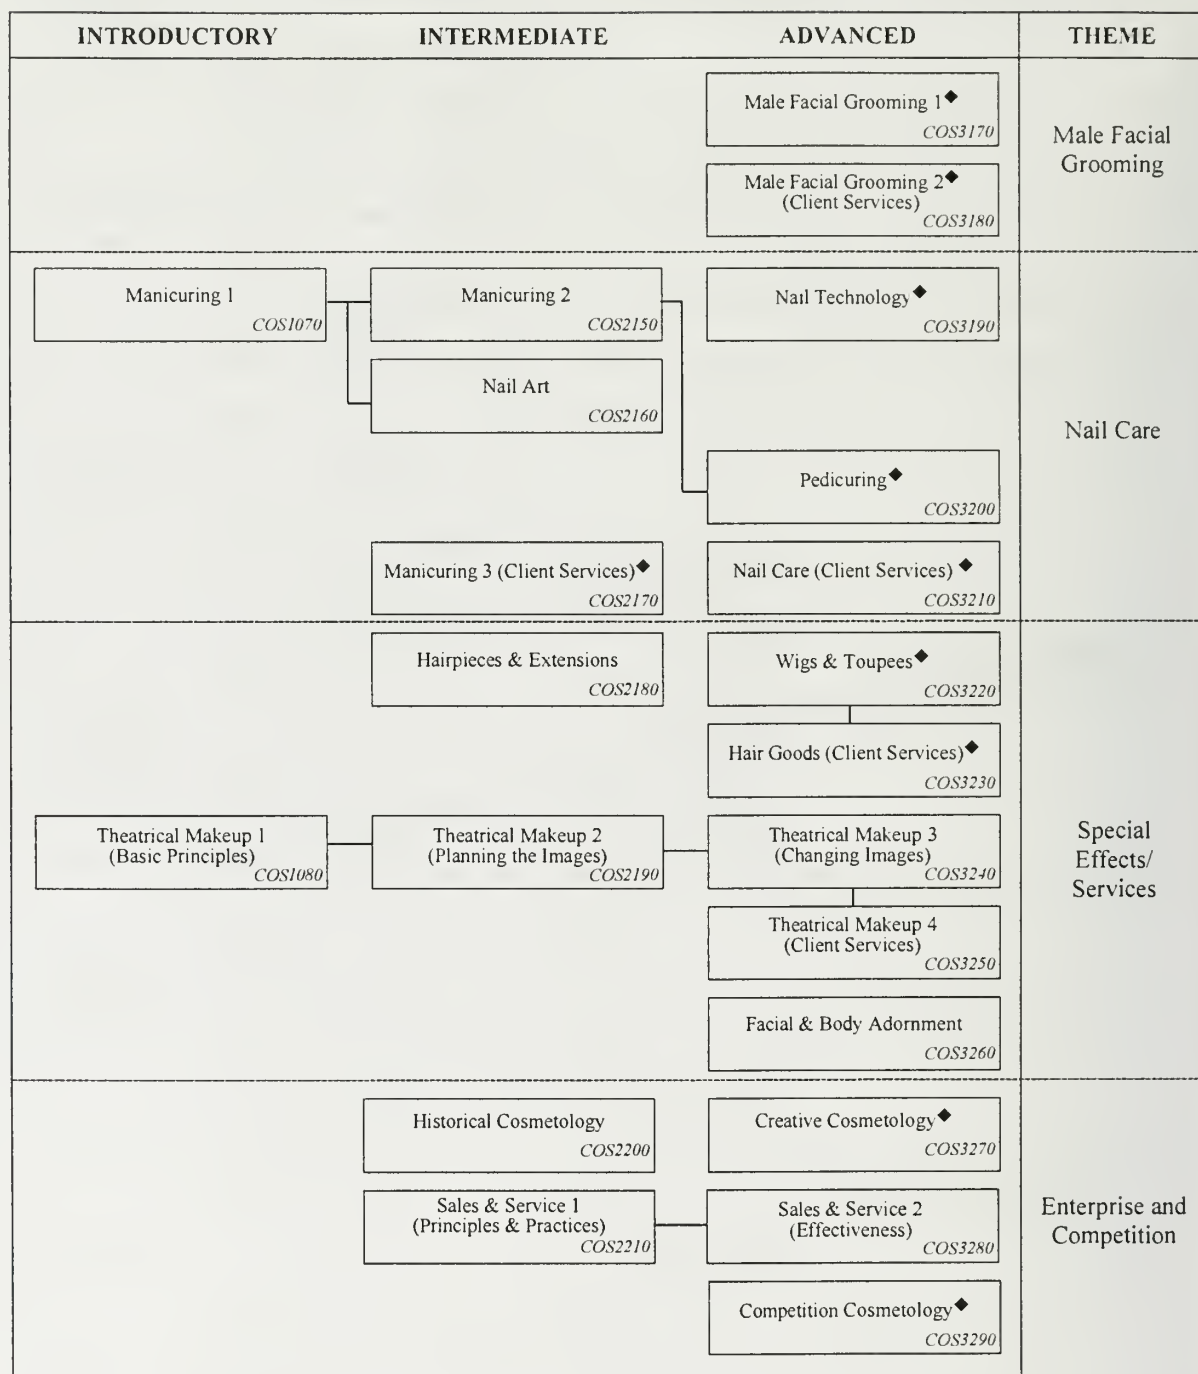 INTRODUCTORY INTERMEDIATE ADVANCED THEME
Male Facial Grooming 1◆
COS3170
Male Facial Grooming 2◆
(Client Services)
COS3180
Male Facial
Grooming
Manicuring 1
COS1070
Manicuring 2
COS2150
Nail Technology◆
COS3190
Nail Art
COS2160
Pedicuring◆
COS3200
Manicuring 3 (Client Services)◆
COS2170
Nail Care (Client Services)◆
COS3210
Nail Care
Hairpieces & Extensions
COS2180
Wigs & Toupees◆
COS3220
Hair Goods (Client Services)◆
COS3230
Theatrical Makeup 1
(Basic Principles)
COS1080
Theatrical Makeup 2
(Planning the Images)
COS2190
Theatrical Makeup 3
(Changing Images)
COS3240
Theatrical Makeup 4
(Client Services)
COS3250
Facial & Body Adornment
COS3260
Special
Effects/
Services
Historical Cosmetology
COS2200
Creative Cosmetology◆
COS3270
Sales & Service 1
(Principles & Practices)
COS2210
Sales & Service 2
(Effectiveness)
COS3280
Competition Cosmetology◆
COS3290
Enterprise and
Competition